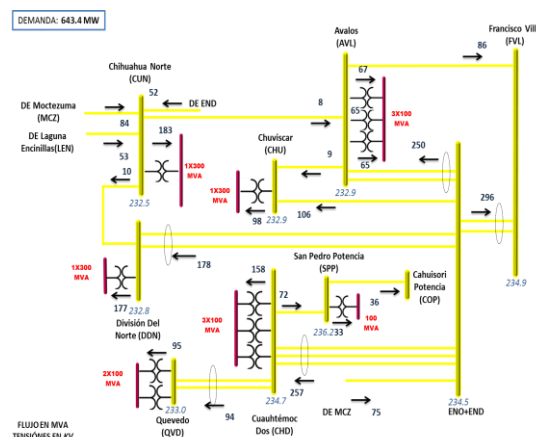 DEMANDA: 643.4 MW
Francisco Vill
(FVL)
Avalos
(AVL)
86
Chihuahua Norte
(CUN)
67
52
DE END
DE Moctezuma
(MCZ)
8
65
3X100
MVA
84
DE Laguna
Encinillas(LEN)
183
Chuviscar
(CHU)
9
250
53
65
10
1X300
MVA
1X300
MVA
232.9
296
232.5
232.9
98
106
178
San Pedro Potencia
(SPP)
1X300
MVA
158
Cahuisori
Potencia
(COP)
234.9
72
36
177
232.8
División Del
Norte (DDN)
3X100
MVA
236.2
33
100
MVA
95
2X100
MVA
257
234.7
234.5
233.0
94
DE MCZ
75
ENO+END
Quevedo
(QVD)
Cuauhtémoc
Dos (CHD)
FLUJO EN MVA
TENSIÓNES EN KV